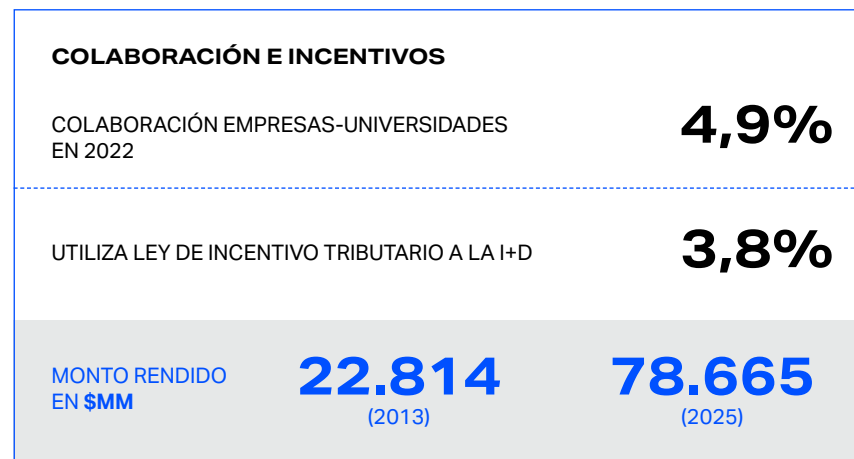 COLABORACIÓN E INCENTIVOS
COLABORACIÓN EMPRESAS-UNIVERSIDADES
EN 2022
4,9%
UTILIZA LEY DE INCENTIVO TRIBUTARIO A LA I+D
3,8%
MONTO RENDIDO
EN $MM
22.814
(2013)
78.665
(2025)